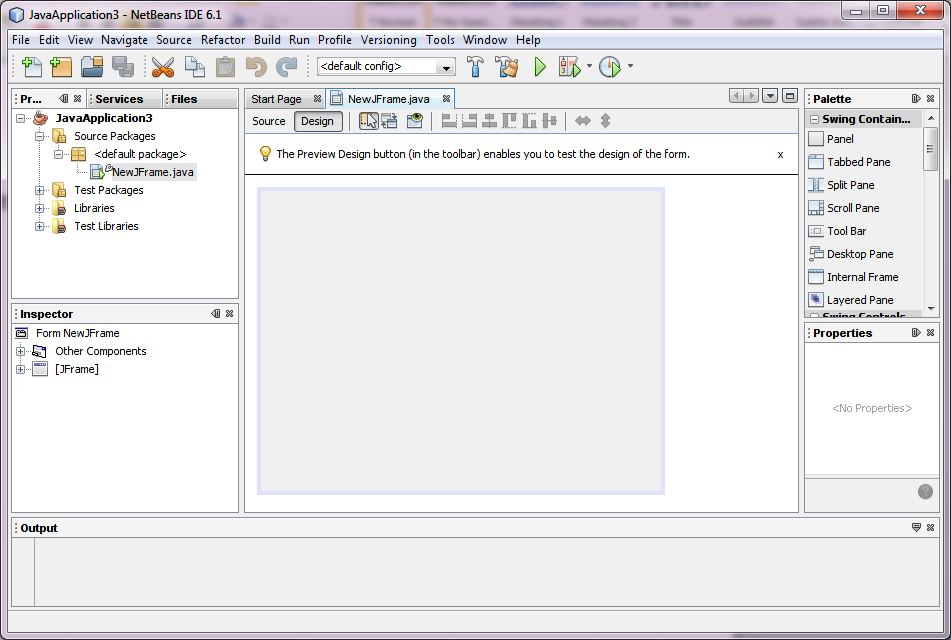 JavaApplication3 - NetBeans IDE 6.1
File Edit View Navigate Source Refactor Build Run Profile Versioning Tools Window Help
<default config>
Pr...
Services
Files
JavaApplication3
Source Packages
<default package>
NewJFrame.java
Test Packages
Libraries
Test Libraries
Inspector
Form NewJFrame
Other Components
[JFrame]
Start Page
NewJFrame.java
Source
Design
The Preview Design button (in the toolbar) enables you to test the design of the form.
x
Palette
Swing Contain...
Panel
Tabbed Pane
Split Pane
Scroll Pane
Tool Bar
Desktop Pane
Internal Frame
Layered Pane
Swing Controls
Properties
<No Properties>
Output